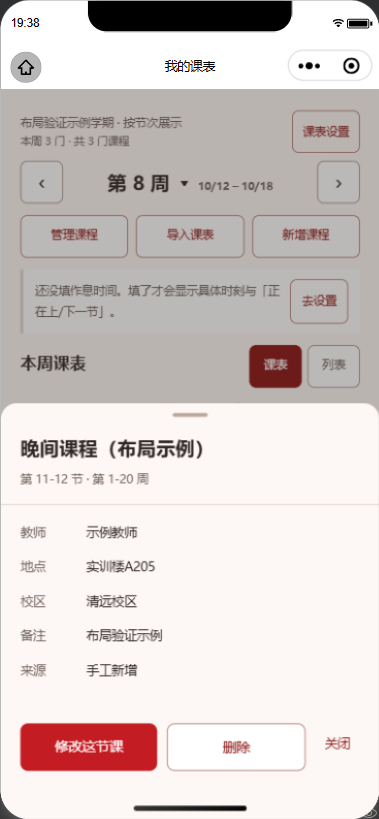 19:38
我的课表
布局验证示例学期 · 按节次展示
本周 3 门 · 共 3 门课程
课表设置
‹ 第 8 周 10/12 – 10/18 ›
管理课程 导入课表 新增课程
还没填作息时间。填了才会显示具体时刻与「正
在上/下一节」。
去设置
本周课表 课表 列表
晚间课程（布局示例）
第 11-12 节 · 第 1-20 周
教师 示例教师
地点 实训楼A205
校区 清远校区
备注 布局验证示例
来源 手工新增
修改这节课 删除 关闭